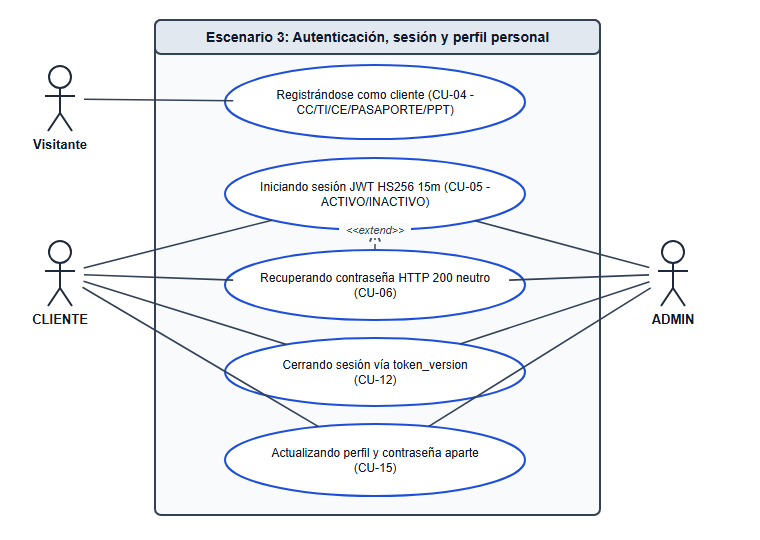 Escenario 3: Autenticación, sesión y perfil personal
Registrándose como cliente (CU-04 -
CC/TI/CE/PASAPORTE/PPT)
Visitante
Iniciando sesión JWT HS256 15m (CU-05 -
ACTIVO/INACTIVO)
<<extend>>
Recuperando contraseña HTTP 200 neutro
(CU-06)
CLIENTE
ADMIN
Cerrando sesión vía token_version
(CU-12)
Actualizando perfil y contraseña aparte
(CU-15)